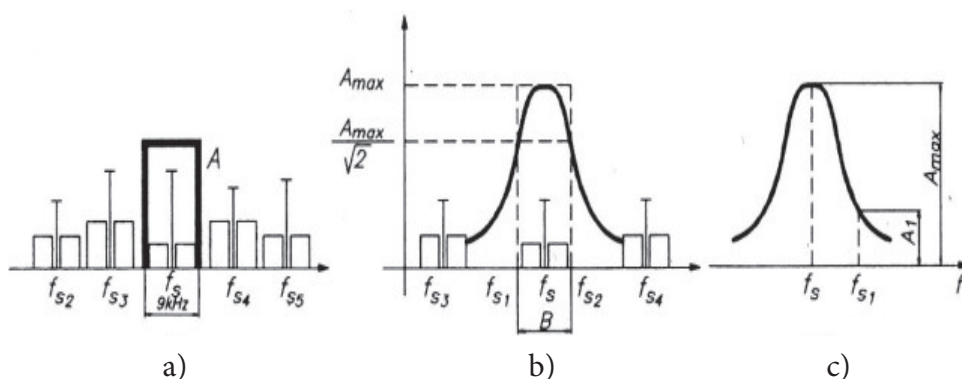 A
f_s2 f_s3 f_s f_s4 f_s5
9kHz
a)
A_max
A_max
√2
f_s3 f_s1 f_s f_s2 f_s4
B
b)
A_max
A_1
f_s f_s1 f
c)